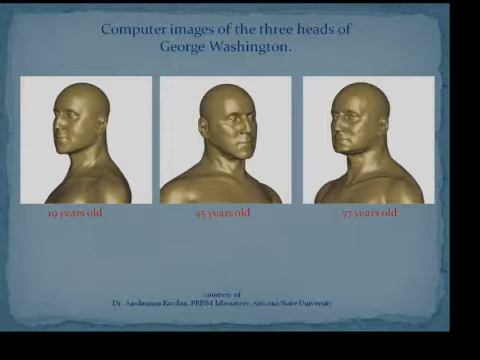 Computer images of the three heads of
George Washington.
19 years old
45 years old
57 years old
courtesy of
Dr. Anshuman Razdan, PRISM laboratory, Arizona State University